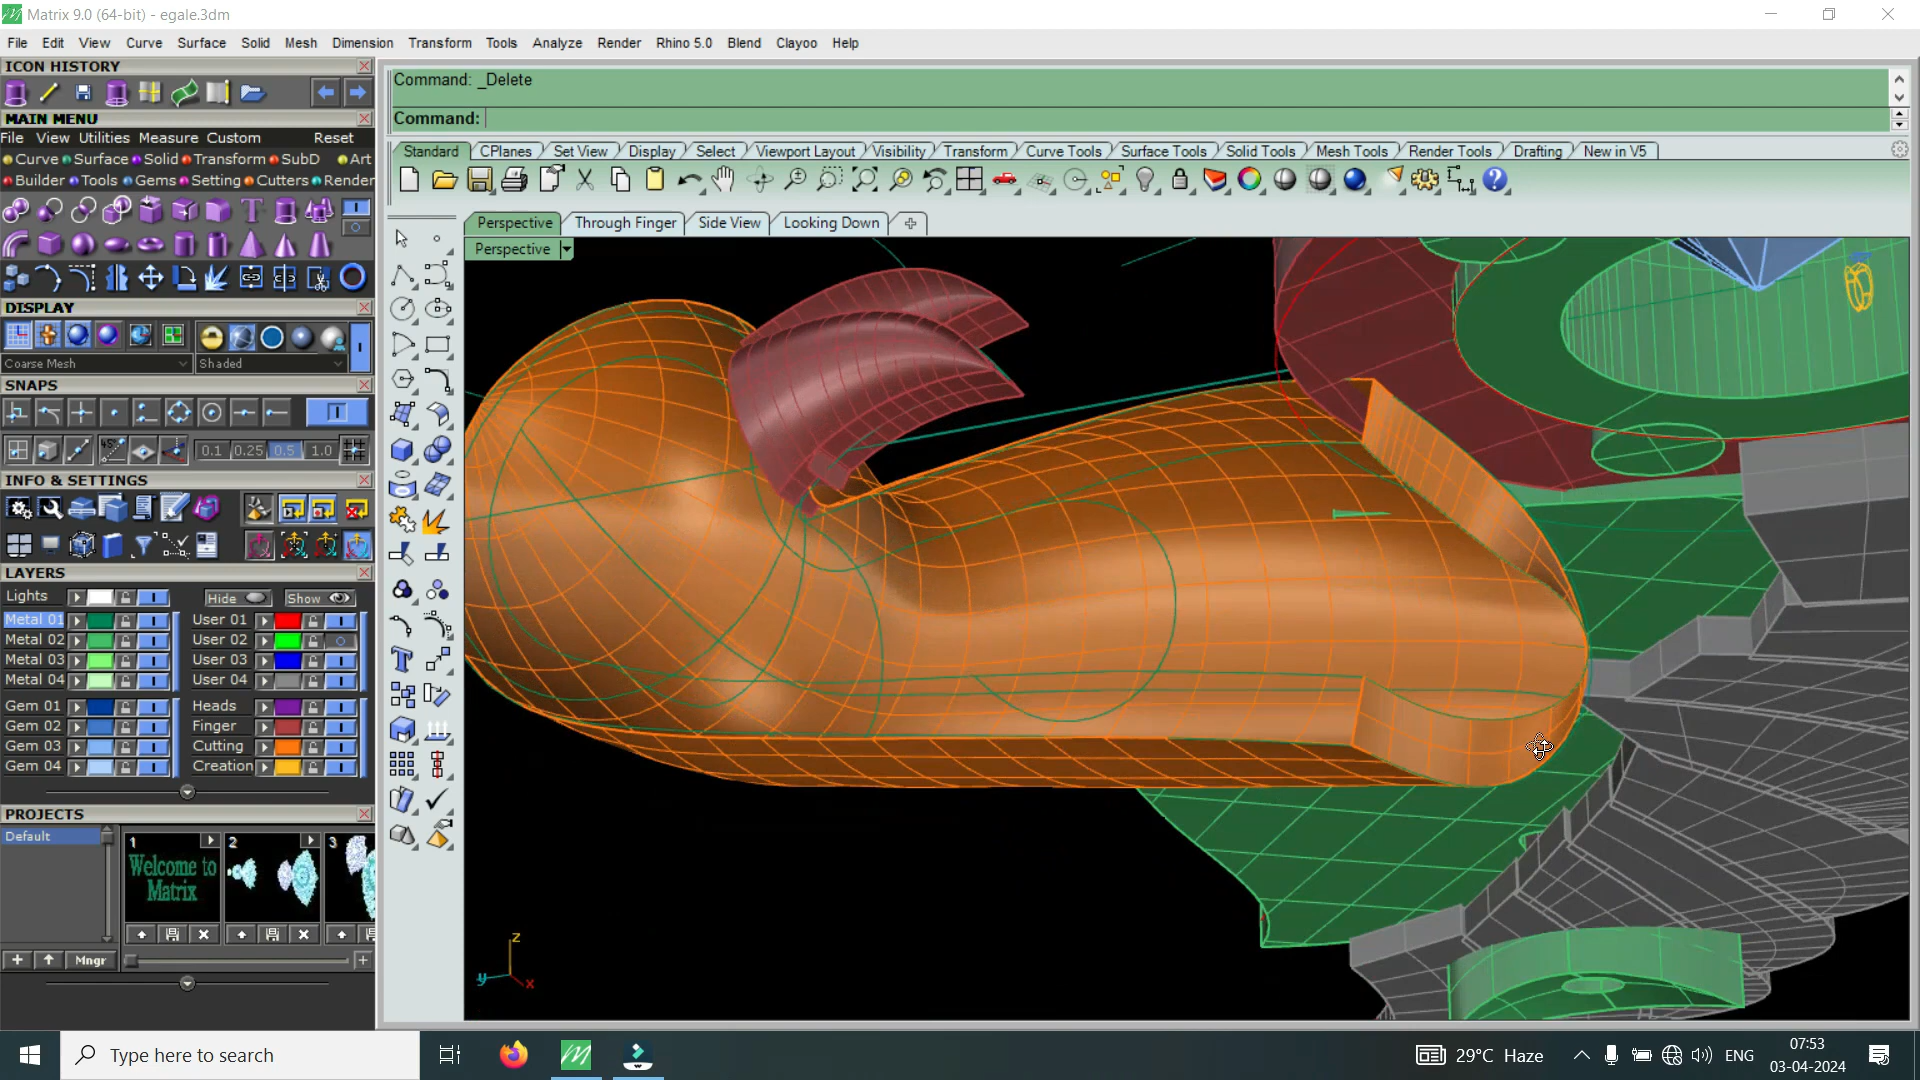 Matrix 9.0 (64-bit) - egale.3dm
File Edit View Curve Surface Solid Mesh Dimension Transform Tools Analyze Render Rhino 5.0 Blend Clayoo Help
ICON HISTORY
MAIN MENU
File View Utilities Measure Custom Reset
Curve Surface Solid Transform SubD Art
Builder Tools Gems Setting Cutters Render
DISPLAY
Coarse Mesh Shaded
SNAPS
0.1 0.25 0.5 1.0
INFO & SETTINGS
LAYERS
Lights Hide Show
Metal 01 User 01
Metal 02 User 02
Metal 03 User 03
Metal 04 User 04
Gem 01 Heads
Gem 02 Finger
Gem 03 Cutting
Gem 04 Creation
PROJECTS
Default
1 2 3
Welcome to
Matrix
Mngr
Command: _Delete
Command:
Standard CPlanes Set View Display Select Viewport Layout Visibility Transform Curve Tools Surface Tools Solid Tools Mesh Tools Render Tools Drafting New in V5
Perspective Through Finger Side View Looking Down
Perspective
z
y
x
Type here to search
29°C Haze
ENG
07:53
03-04-2024